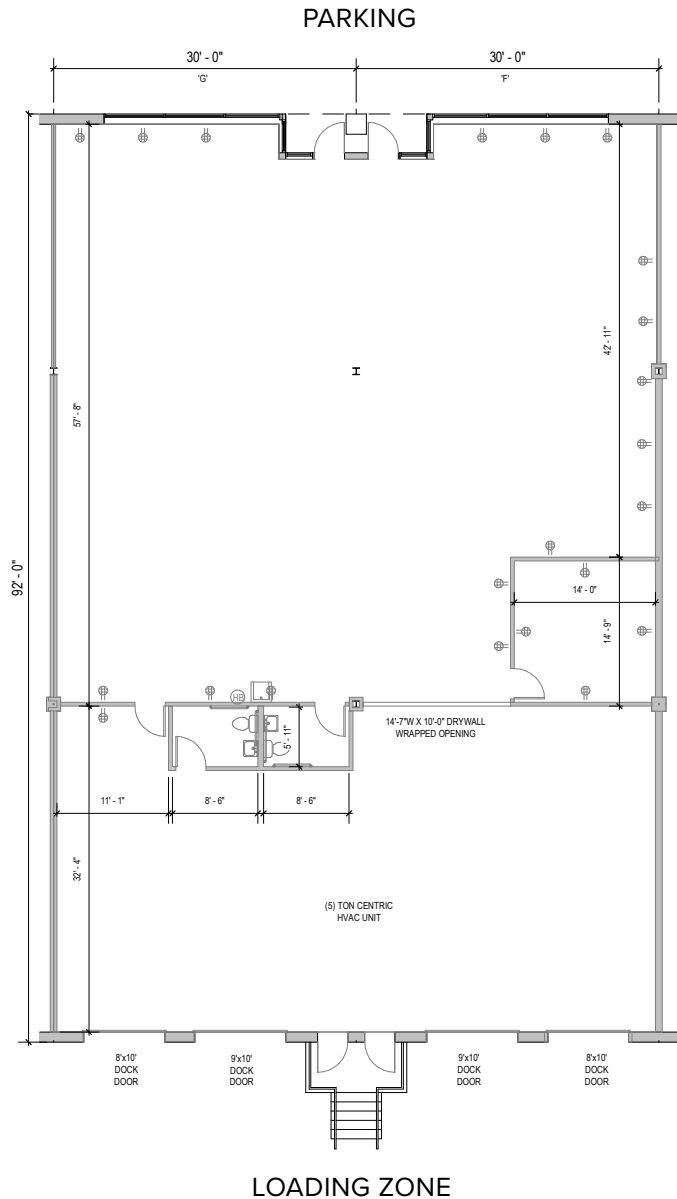 PARKING
30' - 0"
30' - 0"
'G'
'F'
42' - 11"
57' - 8"
92' - 0"
14' - 0"
14' - 9"
HB
14'-7"W X 10'-0" DRYWALL
WRAPPED OPENING
5' - 11"
11' - 1"
8' - 6"
8' - 6"
32' - 4"
(5) TON CENTRIC
HVAC UNIT
8'x10'
DOCK
DOOR
9'x10'
DOCK
DOOR
9'x10'
DOCK
DOOR
8'x10'
DOCK
DOOR
LOADING ZONE